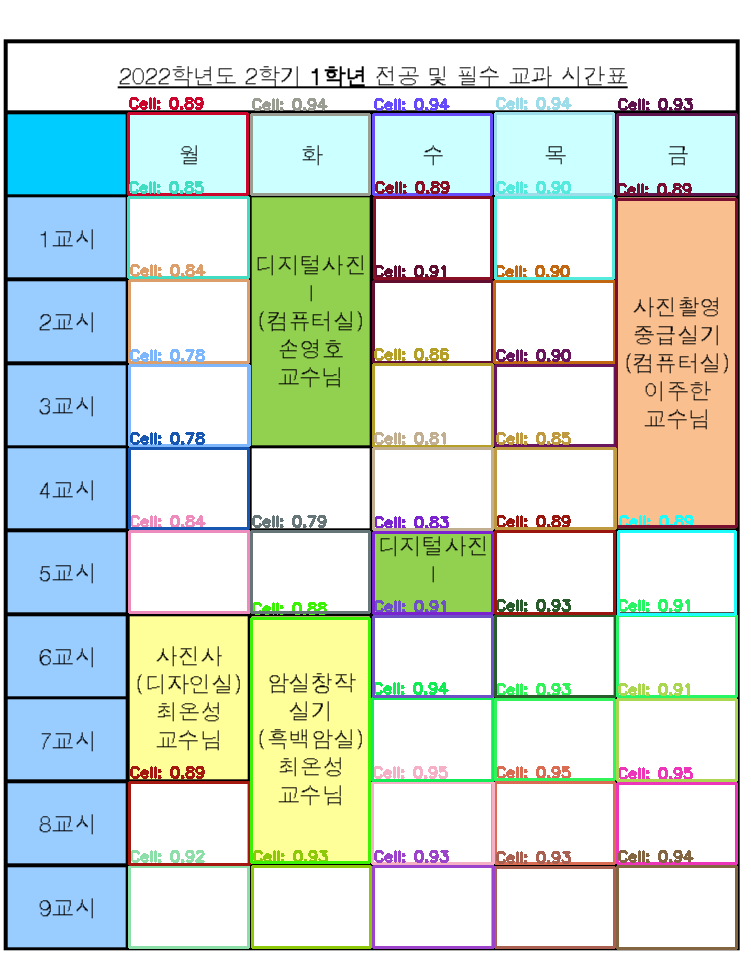 2022학년도 2학기 1학년 전공 및 필수 교과 시간표
Cell: 0.89 Cell: 0.94 Cell: 0.94 Cell: 0.94 Cell: 0.93
월 화 수 목 금
Cell: 0.85 Cell: 0.89 Cell: 0.90 Cell: 0.89
1교시
디지털사진
I
(컴퓨터실)
손영호
교수님
Cell: 0.84 Cell: 0.91 Cell: 0.90
2교시
사진촬영
중급실기
(컴퓨터실)
이주한
교수님
Cell: 0.78 Cell: 0.86 Cell: 0.90
3교시
Cell: 0.78 Cell: 0.81 Cell: 0.85
4교시
Cell: 0.84 Cell: 0.79 Cell: 0.83 Cell: 0.89 Cell: 0.89
5교시
디지털사진
I
Cell: 0.88 Cell: 0.91 Cell: 0.93 Cell: 0.91
6교시
사진사
(디자인실)
최온성
교수님
암실창작
실기
(흑백암실)
최온성
교수님
Cell: 0.94 Cell: 0.93 Cell: 0.91
7교시
Cell: 0.89 Cell: 0.95 Cell: 0.95 Cell: 0.95
8교시
Cell: 0.92 Cell: 0.93 Cell: 0.93 Cell: 0.93 Cell: 0.94
9교시